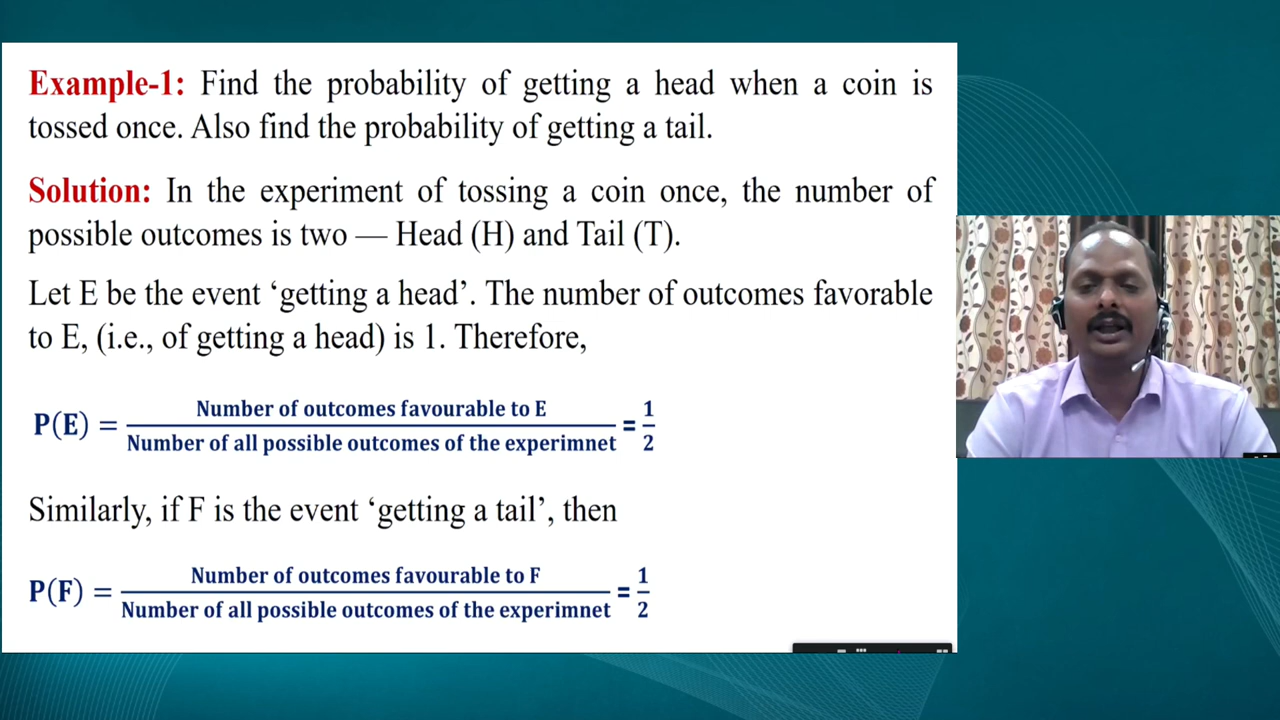 Example-1: Find the probability of getting a head when a coin is
tossed once. Also find the probability of getting a tail.
Solution: In the experiment of tossing a coin once, the number of
possible outcomes is two — Head (H) and Tail (T).
Let E be the event ‘getting a head’. The number of outcomes favorable
to E, (i.e., of getting a head) is 1. Therefore,
P(E) = Number of outcomes favourable to E / Number of all possible outcomes of the experimnet = 1/2
Similarly, if F is the event ‘getting a tail’, then
P(F) = Number of outcomes favourable to F / Number of all possible outcomes of the experimnet = 1/2